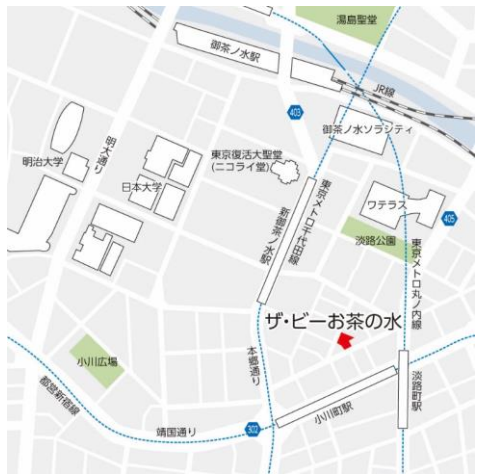 湯島聖堂
御茶ノ水駅
JR線
403
御茶ノ水ソラシティ
明大通り
明治大学
日本大学
東京復活大聖堂
(ニコライ堂)
東京メトロ千代田線
新御茶ノ水駅
ワテラス
405
淡路公園
東京メトロ丸ノ内線
ザ・ビーお茶の水
本郷通り
小川広場
都営新宿線
靖国通り
302
小川町駅
淡路町駅